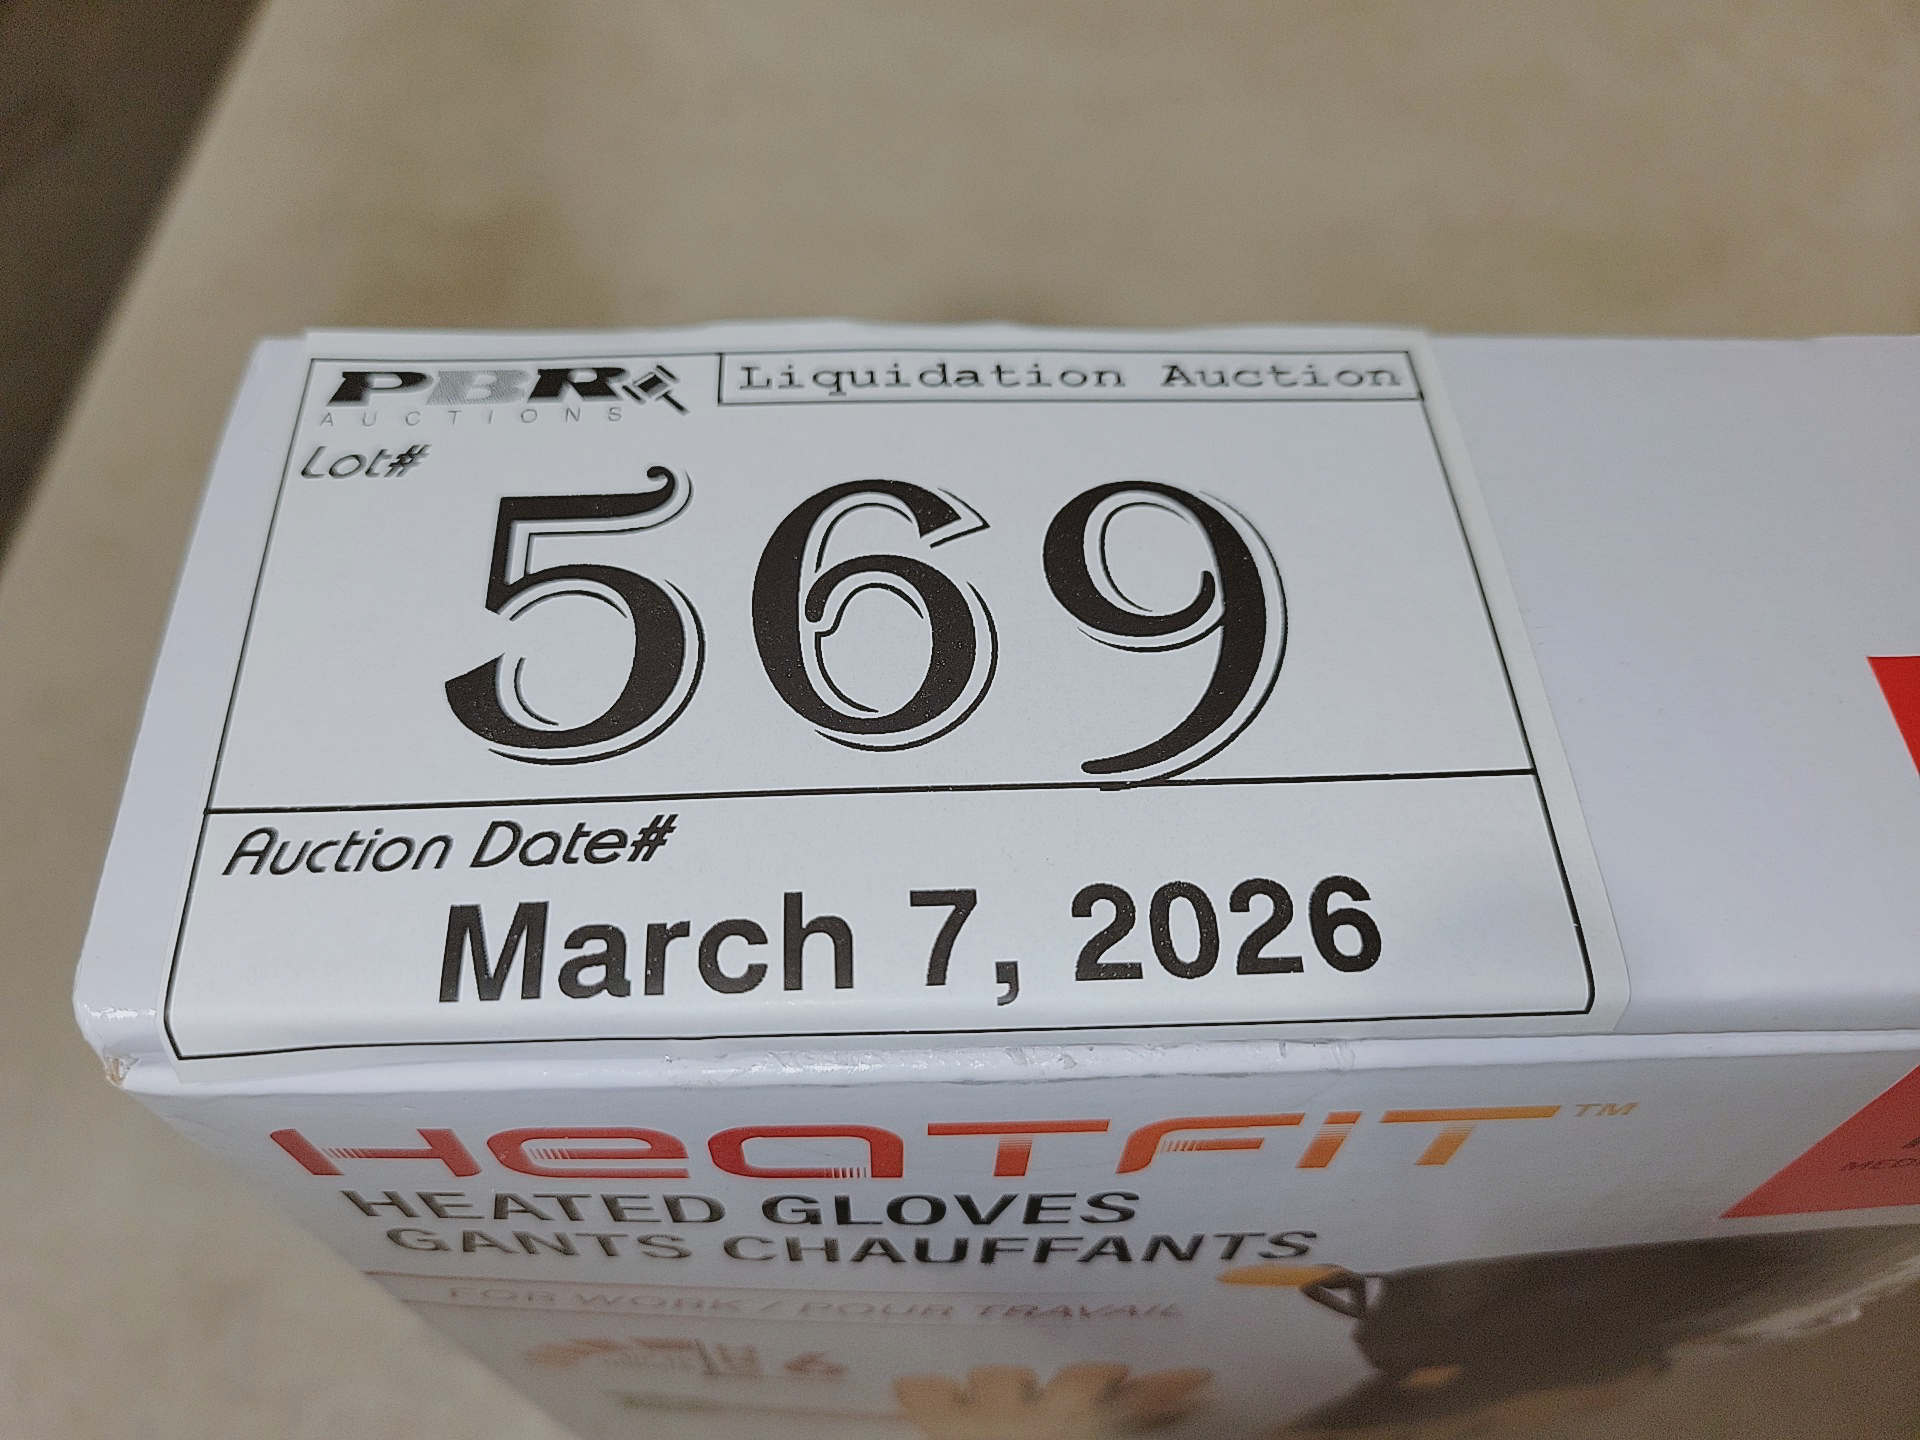 PBR
AUCTIONS
Liquidation Auction
Lot#
569
Auction Date#
March 7, 2026
HEATFIT™
HEATED GLOVES
GANTS CHAUFFANTS
FOR WORK / POUR TRAVAIL